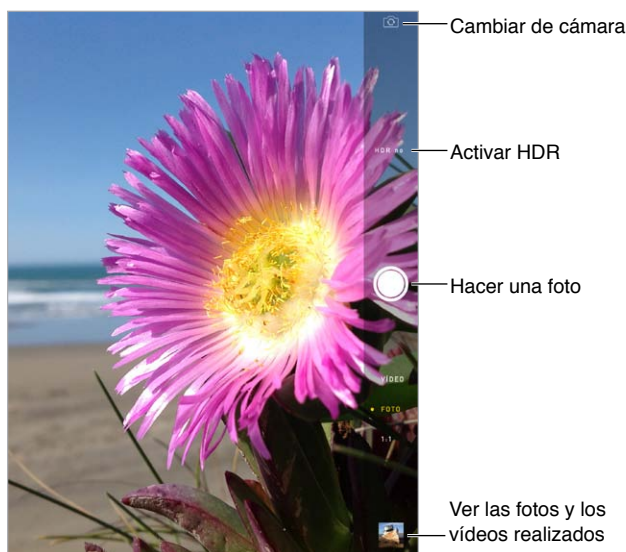 Cambiar de cámara
HDR no
Activar HDR
Hacer una foto
VÍDEO
FOTO
1:1
Ver las fotos y los
vídeos realizados